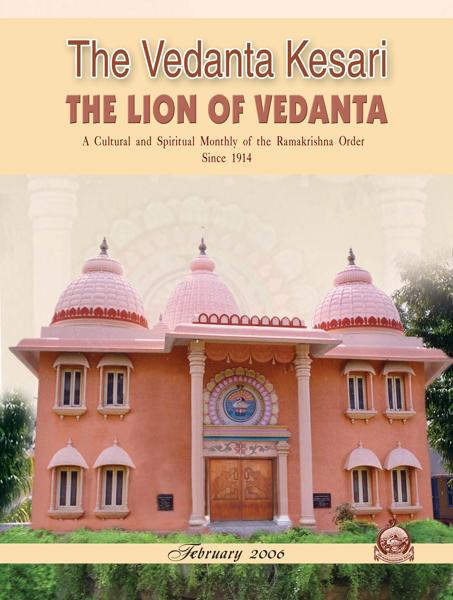 The Vedanta Kesari
THE LION OF VEDANTA
A Cultural and Spiritual Monthly of the Ramakrishna Order
Since 1914
February 2006